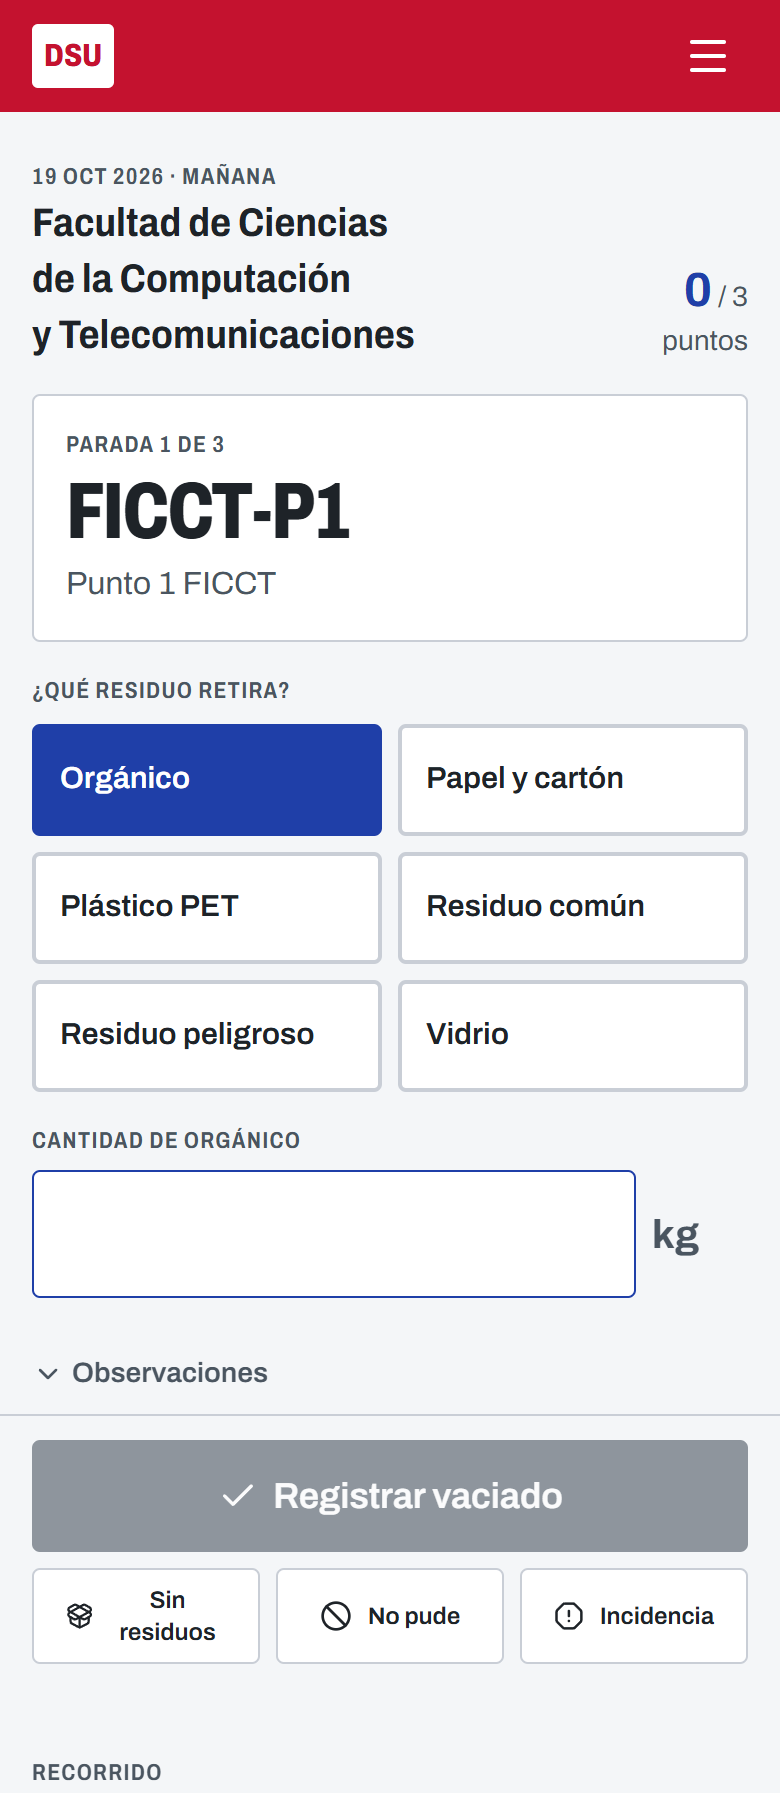 DSU
19 OCT 2026 · MAÑANA
Facultad de Ciencias
de la Computación
y Telecomunicaciones
0 / 3
puntos
PARADA 1 DE 3
FICCT-P1
Punto 1 FICCT
¿QUÉ RESIDUO RETIRA?
Orgánico
Papel y cartón
Plástico PET
Residuo común
Residuo peligroso
Vidrio
CANTIDAD DE ORGÁNICO
kg
Observaciones
Registrar vaciado
Sin
residuos
No pude
Incidencia
RECORRIDO